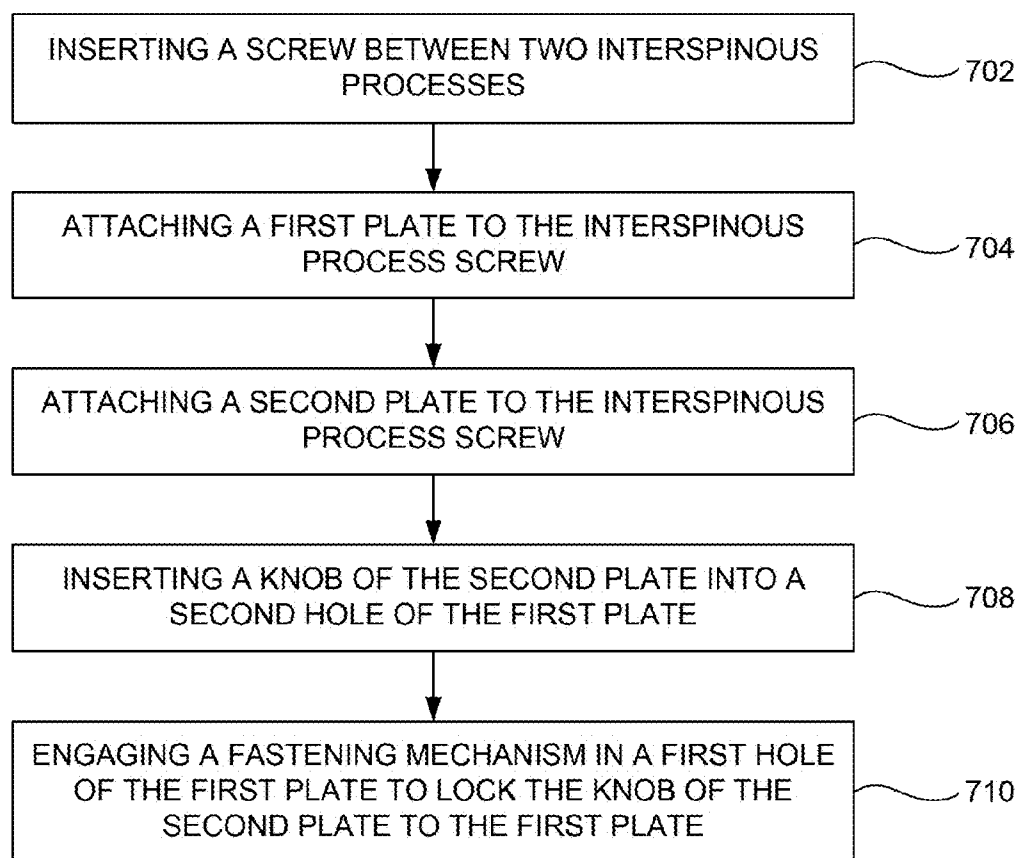 INSERTING A SCREW BETWEEN TWO INTERSPINOUS
PROCESSES
702
ATTACHING A FIRST PLATE TO THE INTERSPINOUS
PROCESS SCREW
704
ATTACHING A SECOND PLATE TO THE INTERSPINOUS
PROCESS SCREW
706
INSERTING A KNOB OF THE SECOND PLATE INTO A
SECOND HOLE OF THE FIRST PLATE
708
ENGAGING A FASTENING MECHANISM IN A FIRST HOLE
OF THE FIRST PLATE TO LOCK THE KNOB OF THE
SECOND PLATE TO THE FIRST PLATE
710